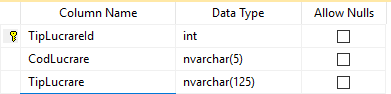 Column Name Data Type Allow Nulls
TipLucrareId int
CodLucrare nvarchar(5)
TipLucrare nvarchar(125)